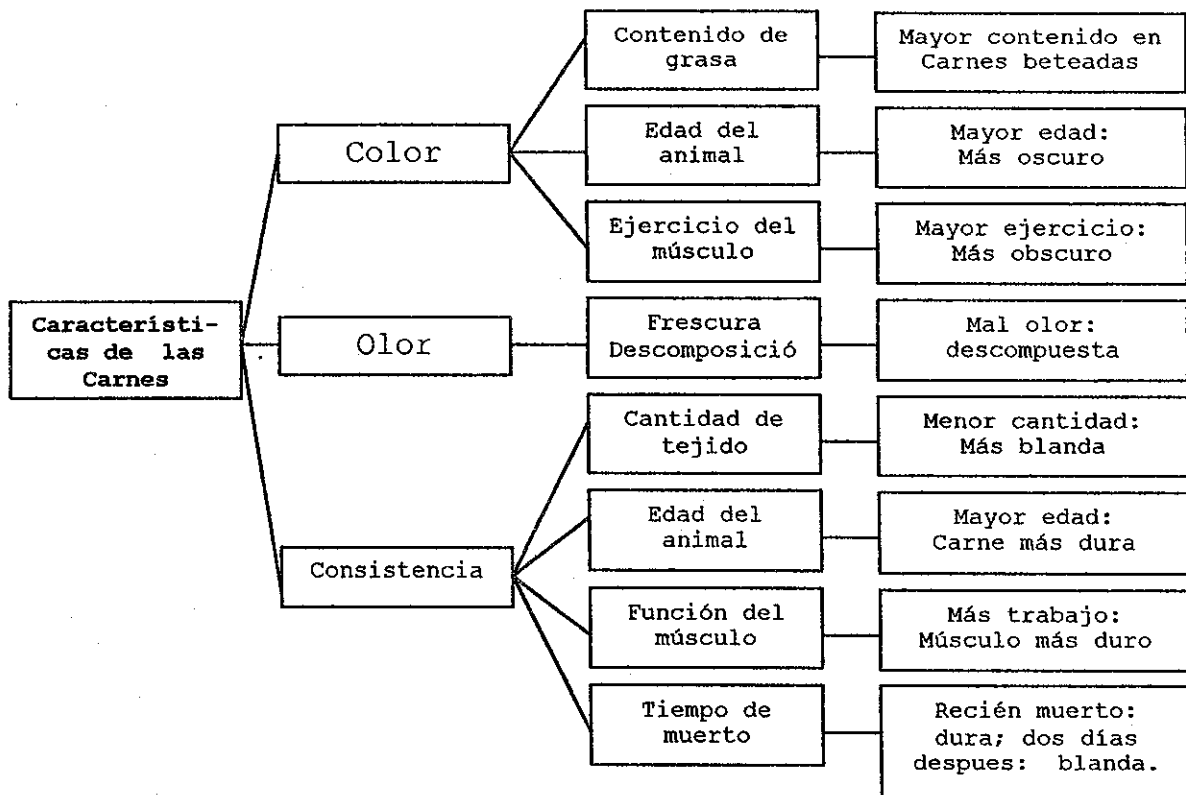 Contenido de
grasa
Mayor contenido en
Carnes beteadas
Color
Edad del
animal
Mayor edad:
Más oscuro
Ejercicio del
músculo
Mayor ejercicio:
Más obscuro
Característi-
cas de las
Carnes
Olor
Frescura
Descomposició
Mal olor:
descompuesta
Cantidad de
tejido
Menor cantidad:
Más blanda
Consistencia
Edad del
animal
Mayor edad:
Carne más dura
Función del
músculo
Más trabajo:
Músculo más duro
Tiempo de
muerto
Recién muerto:
dura; dos días
despues: blanda.